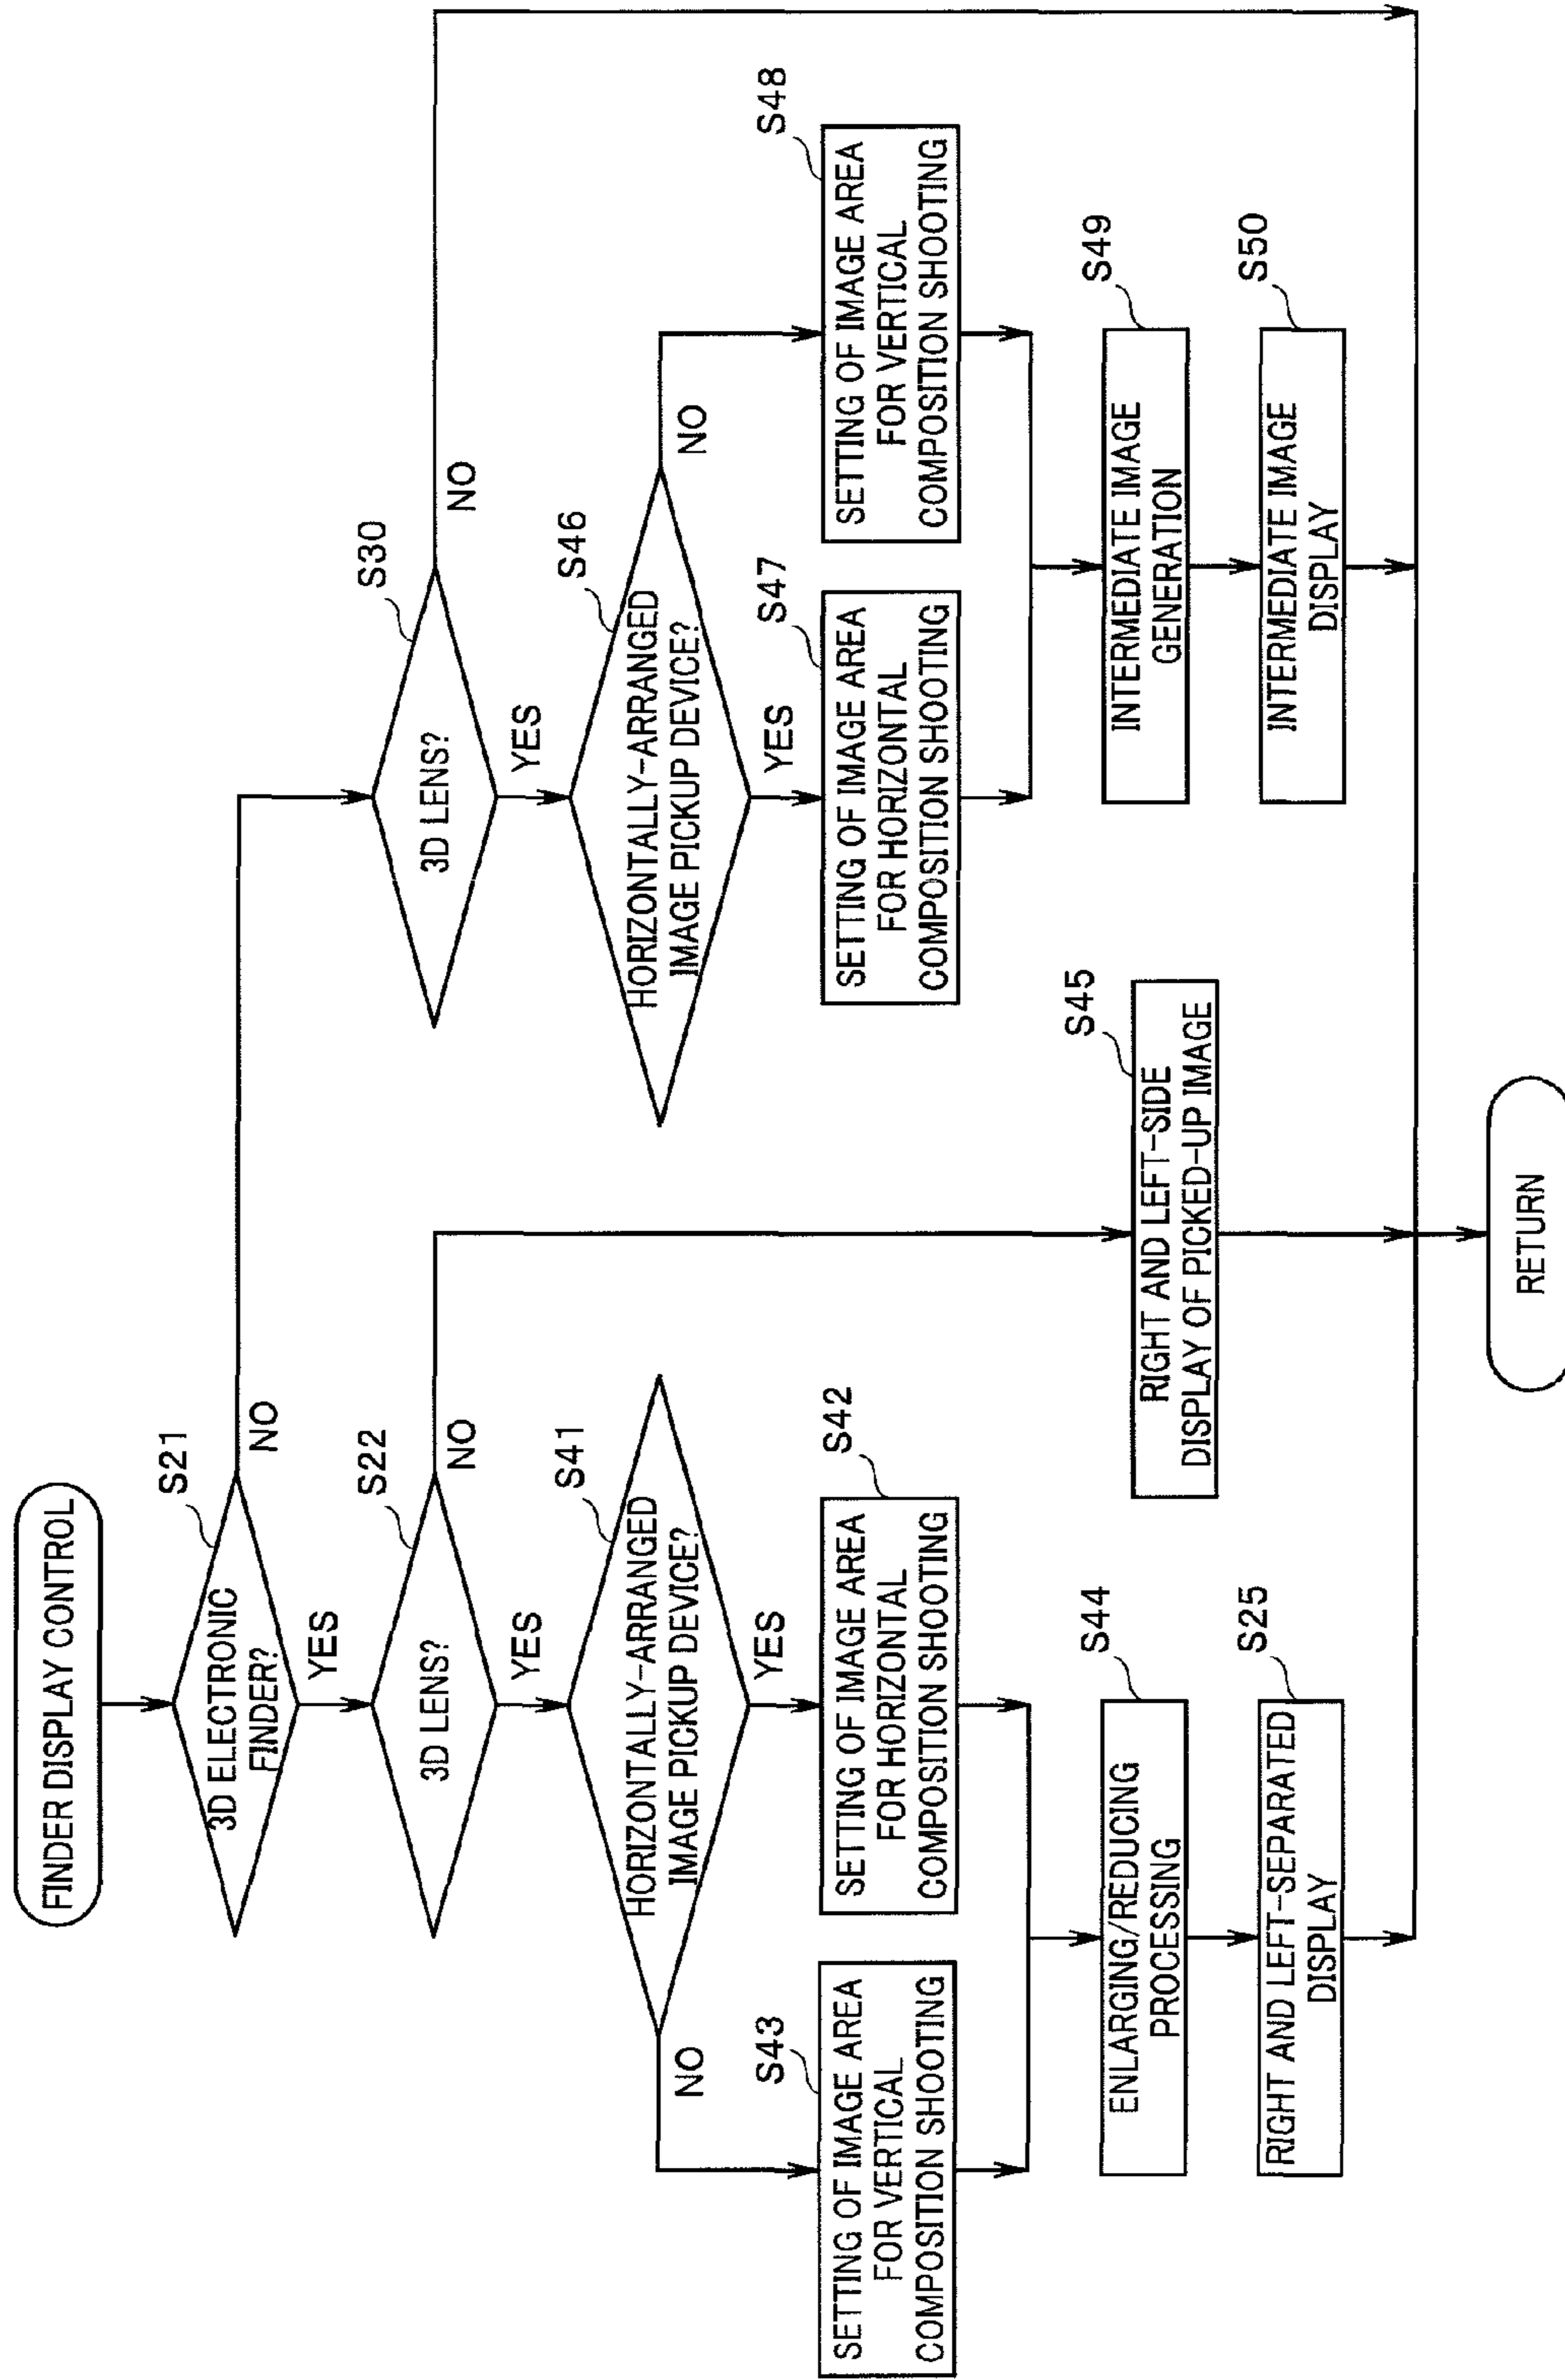 FINDER DISPLAY CONTROL
S21
3D ELECTRONIC
FINDER?
NO
YES
S22
3D LENS?
NO
YES
S41
HORIZONTALLY-ARRANGED
IMAGE PICKUP DEVICE?
NO
YES
S43
SETTING OF IMAGE AREA
FOR VERTICAL
COMPOSITION SHOOTING
S42
SETTING OF IMAGE AREA
FOR HORIZONTAL
COMPOSITION SHOOTING
S44
ENLARGING/REDUCING
PROCESSING
S25
RIGHT AND LEFT-SEPARATED
DISPLAY
S45
RIGHT AND LEFT-SIDE
DISPLAY OF PICKED-UP IMAGE
S30
3D LENS?
NO
YES
S46
HORIZONTALLY-ARRANGED
IMAGE PICKUP DEVICE?
NO
YES
S47
SETTING OF IMAGE AREA
FOR HORIZONTAL
COMPOSITION SHOOTING
S48
SETTING OF IMAGE AREA
FOR VERTICAL
COMPOSITION SHOOTING
S49
INTERMEDIATE IMAGE
GENERATION
S50
INTERMEDIATE IMAGE
DISPLAY
RETURN